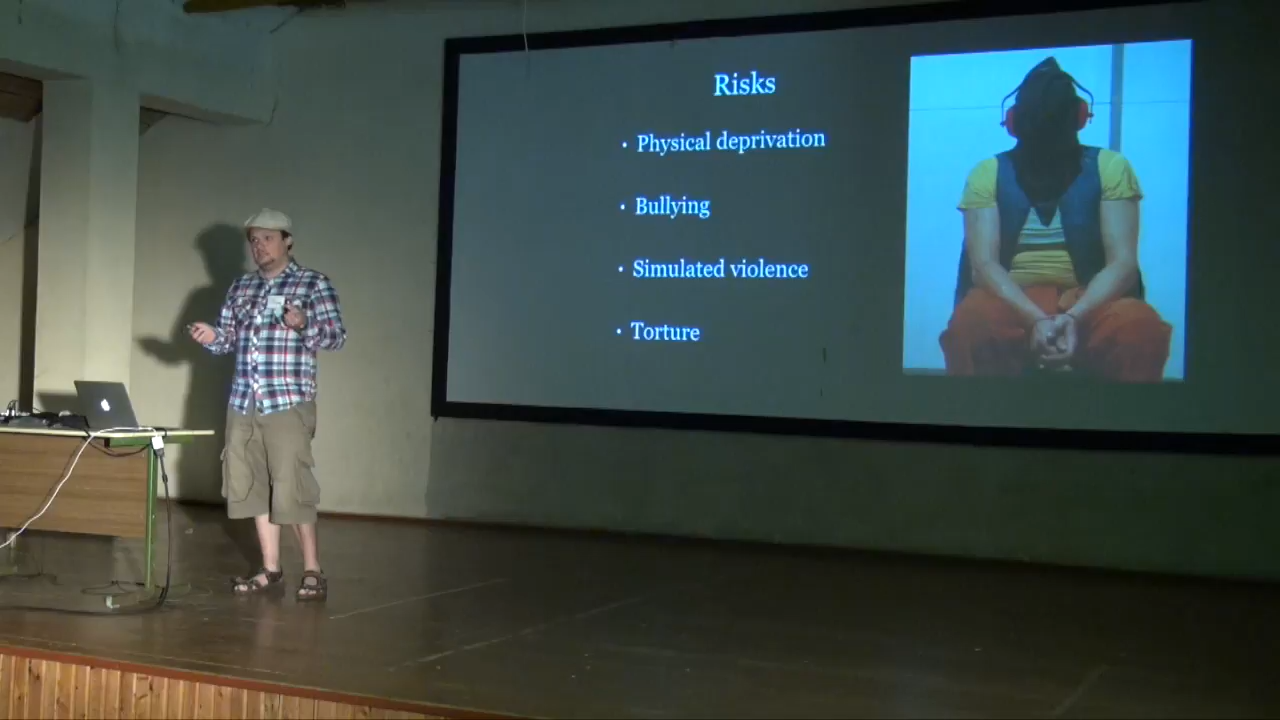 Risks
• Physical deprivation
• Bullying
• Simulated violence
• Torture